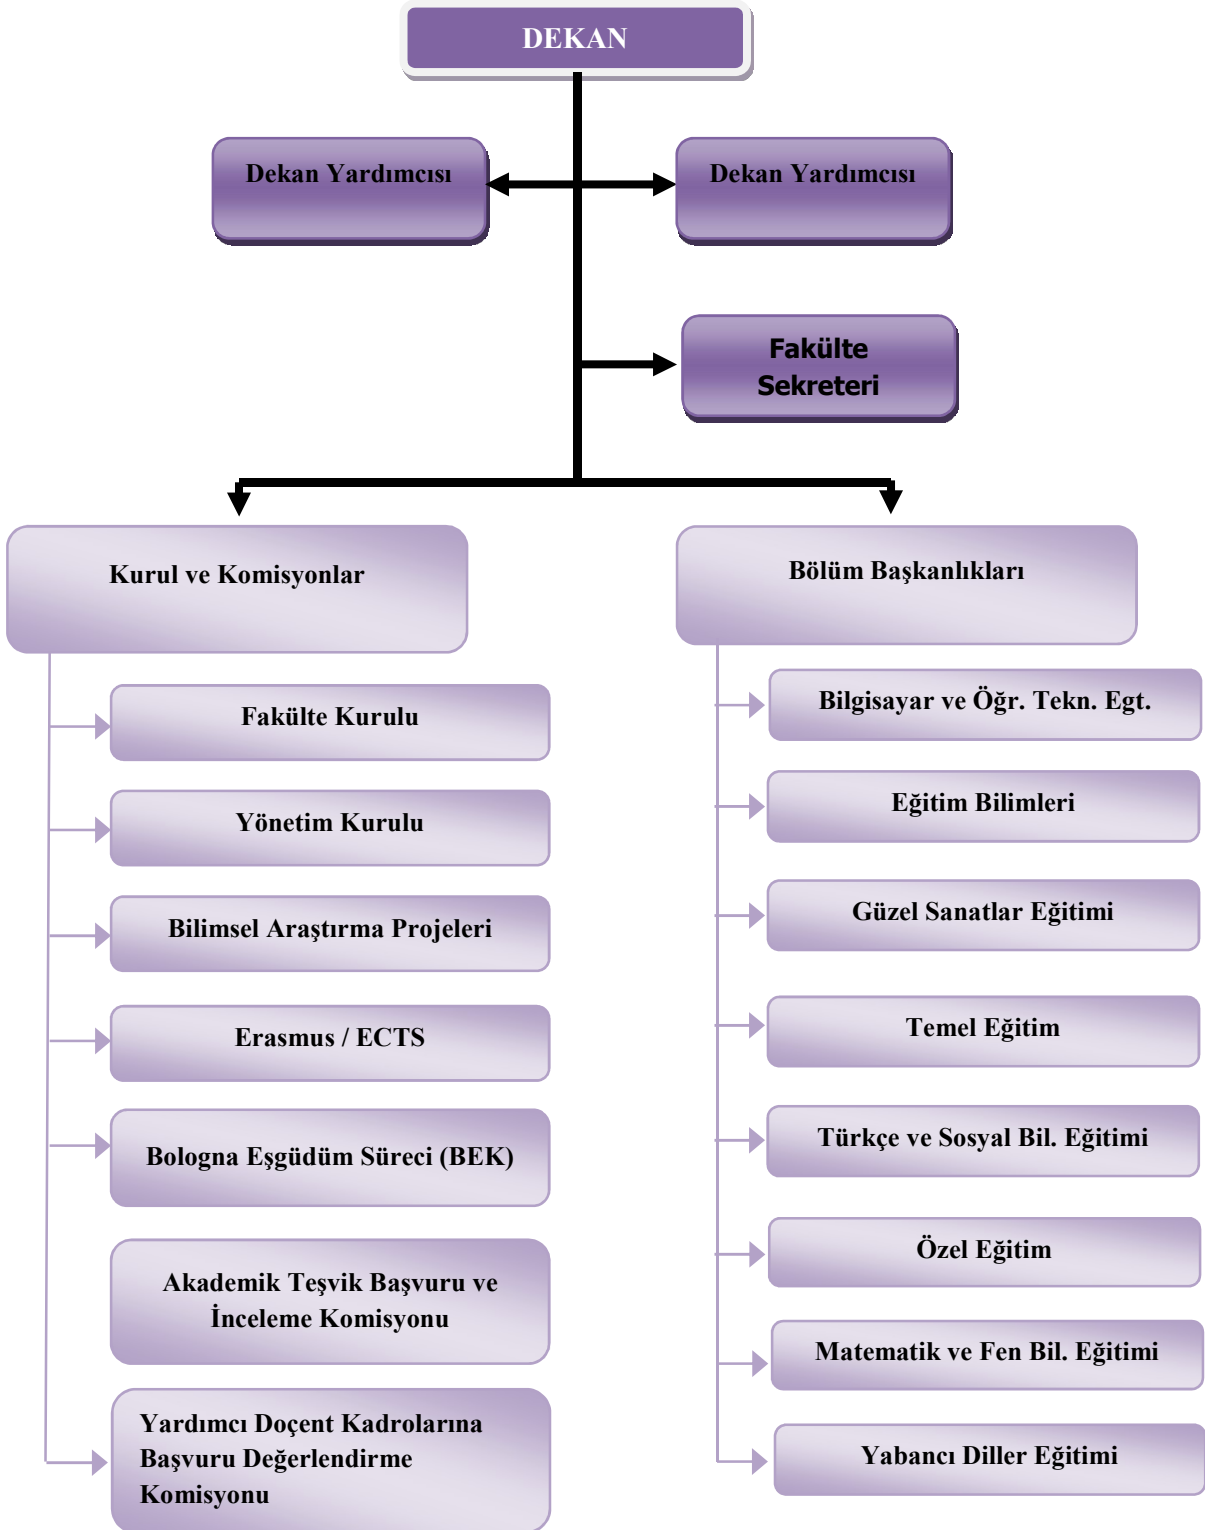 DEKAN
Dekan Yardımcısı
Dekan Yardımcısı
Fakülte
Sekreteri
Kurul ve Komisyonlar
Fakülte Kurulu
Yönetim Kurulu
Bilimsel Araştırma Projeleri
Erasmus / ECTS
Bologna Eşgüdüm Süreci (BEK)
Akademik Teşvik Başvuru ve
İnceleme Komisyonu
Yardımcı Doçent Kadrolarına
Başvuru Değerlendirme
Komisyonu
Bölüm Başkanlıkları
Bilgisayar ve Öğr. Tekn. Egt.
Eğitim Bilimleri
Güzel Sanatlar Eğitimi
Temel Eğitim
Türkçe ve Sosyal Bil. Eğitimi
Özel Eğitim
Matematik ve Fen Bil. Eğitimi
Yabancı Diller Eğitimi